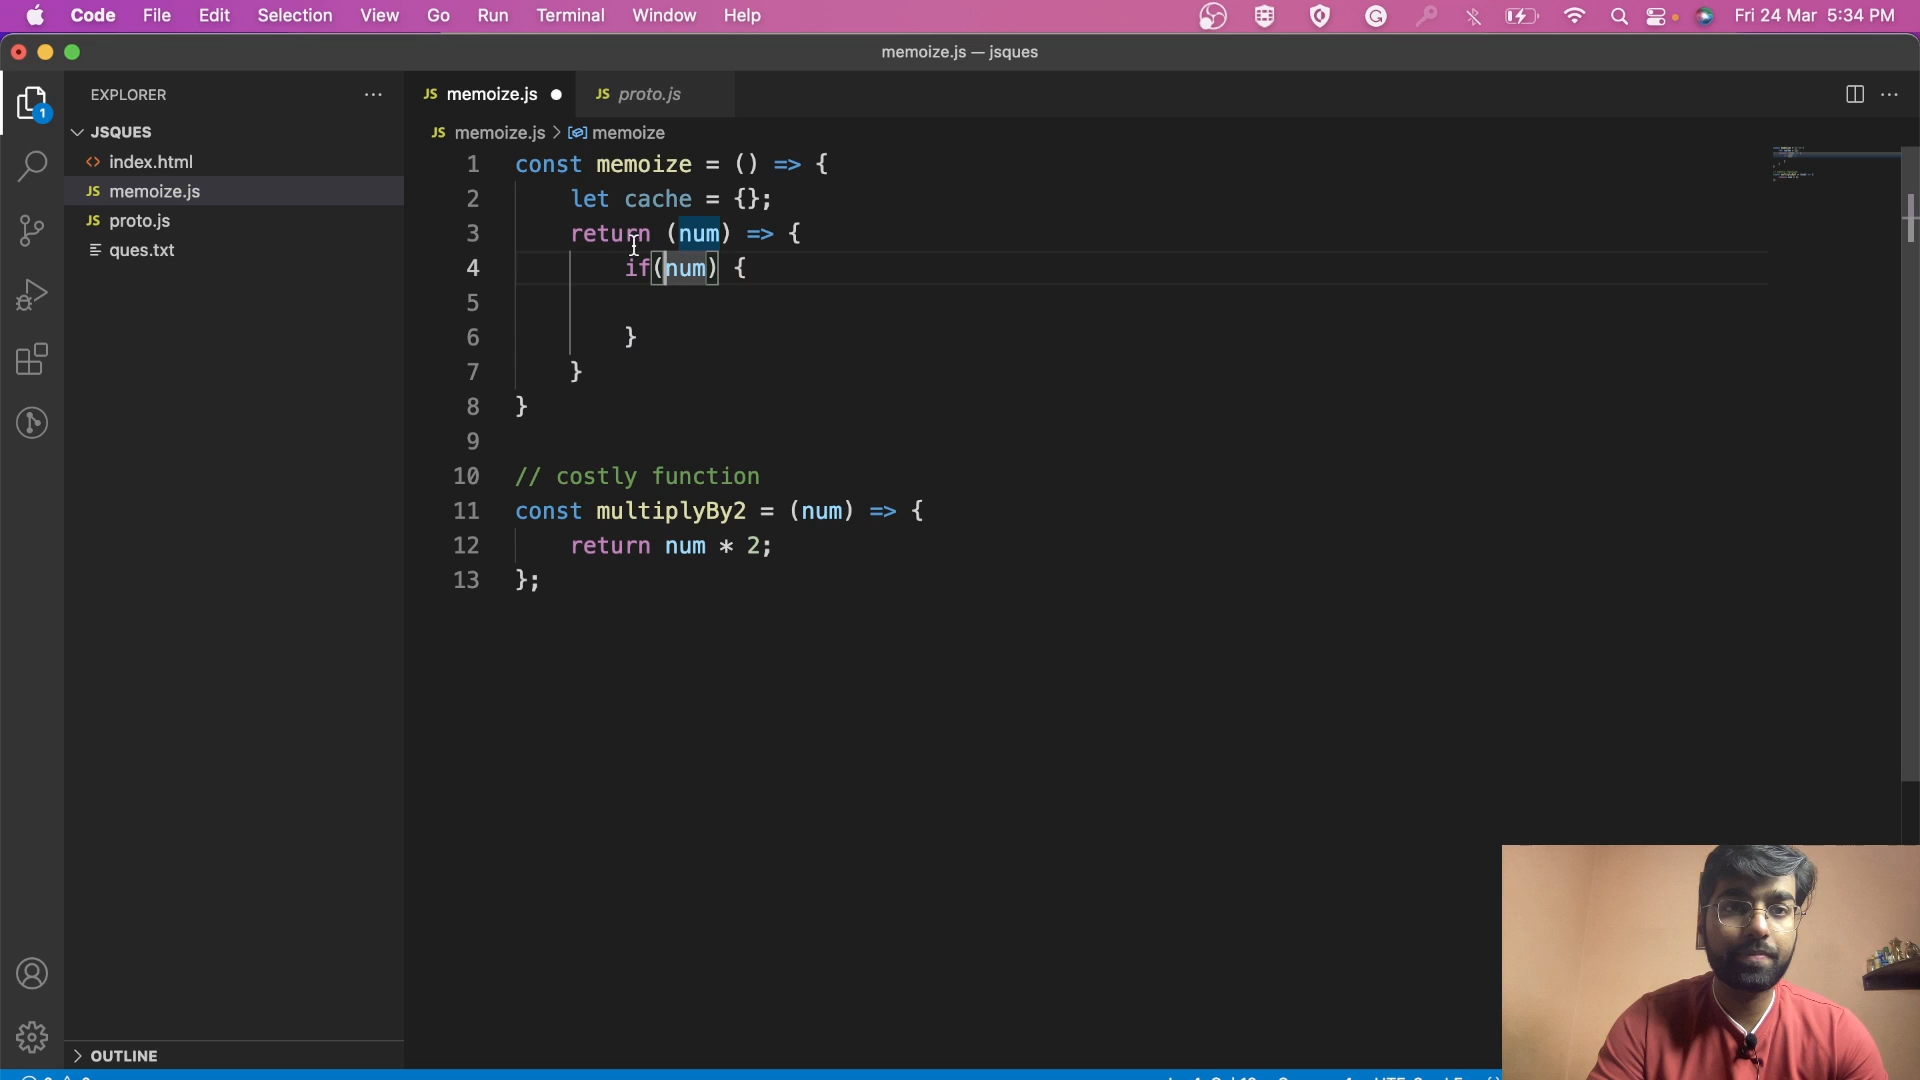 Code File Edit Selection View Go Run Terminal Window Help
Fri 24 Mar 5:34 PM
memoize.js — jsques
1
EXPLORER
JSQUES
index.html
JS memoize.js
JS proto.js
ques.txt
OUTLINE
JS memoize.js
JS proto.js
JS memoize.js > memoize
1 const memoize = () => {
2 let cache = {};
3 return (num) => {
4 if(num) {
5
6 }
7 }
8 }
9
10 // costly function
11 const multiplyBy2 = (num) => {
12 return num * 2;
13 };